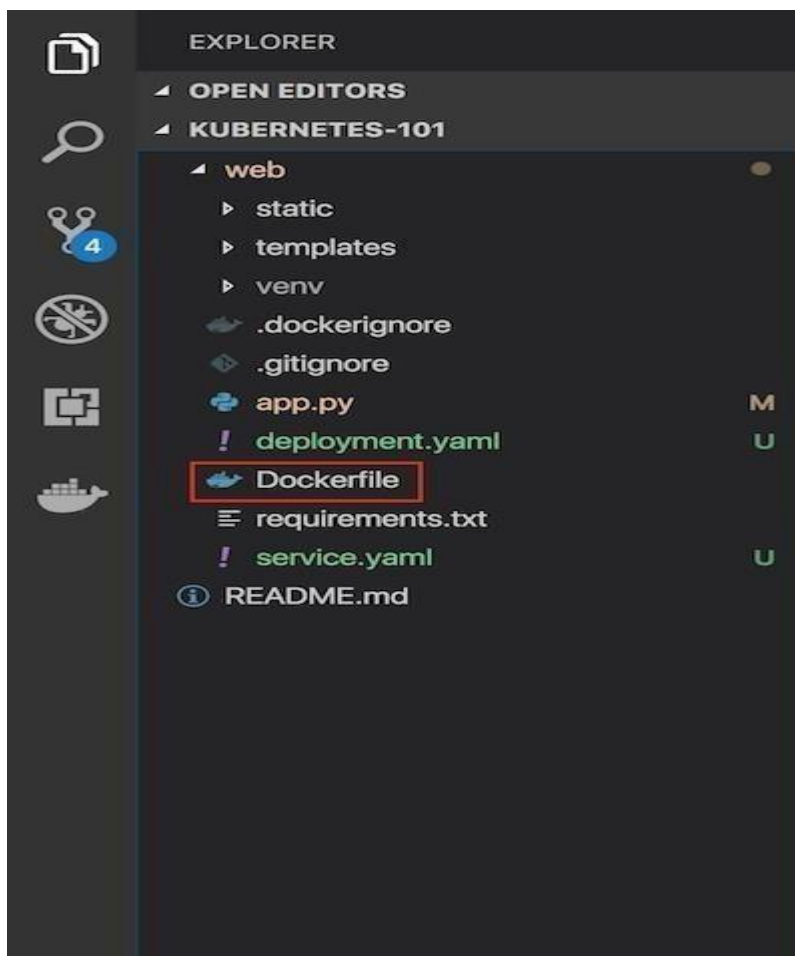 EXPLORER
OPEN EDITORS
KUBERNETES-101
web
static
templates
4
venv
.dockerignore
.gitignore
app.py M
deployment.yaml U
Dockerfile
requirements.txt
service.yaml U
README.md